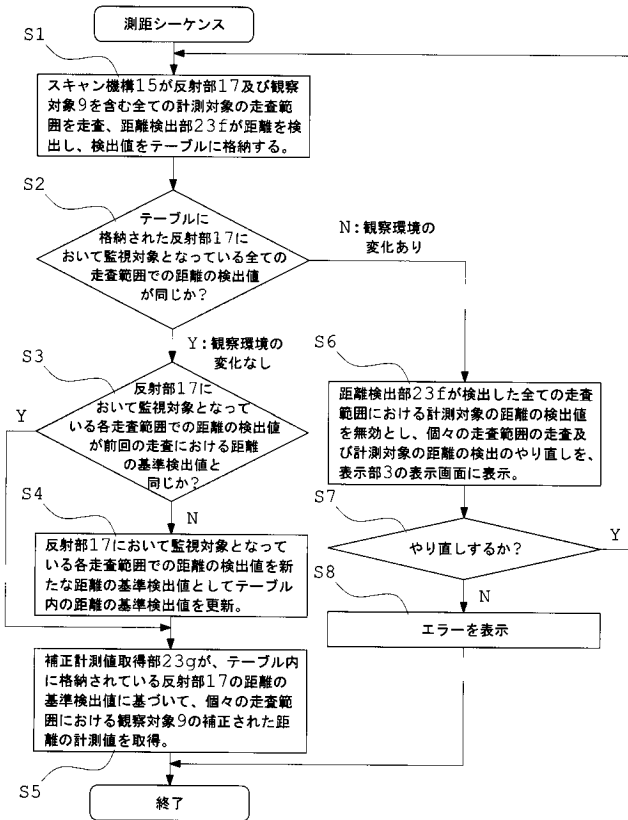 測距シーケンス
S1
スキャン機構15が反射部17及び観察
対象9を含む全ての計測対象の走査範
囲を走査、距離検出部23fが距離を検
出し、検出値をテーブルに格納する。
S2
テーブルに
格納された反射部17に
おいて監視対象となっている全ての
走査範囲での距離の検出値
が同じか？
N：観察環境の
変化あり
Y：観察環境の
変化なし
S3
反射部17に
おいて監視対象となって
いる各走査範囲での距離の検出値
が前回の走査における距離
の基準検出値と
同じか？
Y
N
S4
反射部17において監視対象となって
いる各走査範囲での距離の検出値を新
たな距離の基準検出値としてテーブル
内の距離の基準検出値を更新。
補正計測値取得部23gが、テーブル内
に格納されている反射部17の距離の
基準検出値に基づいて、個々の走査範
囲における観察対象9の補正された距
離の計測値を取得。
S5
終了
S6
距離検出部23fが検出した全ての走査
範囲における計測対象の距離の検出値
を無効とし、個々の走査範囲の走査及
び計測対象の距離の検出のやり直しを、
表示部3の表示画面に表示。
S7
やり直しするか？
Y
N
S8
エラーを表示